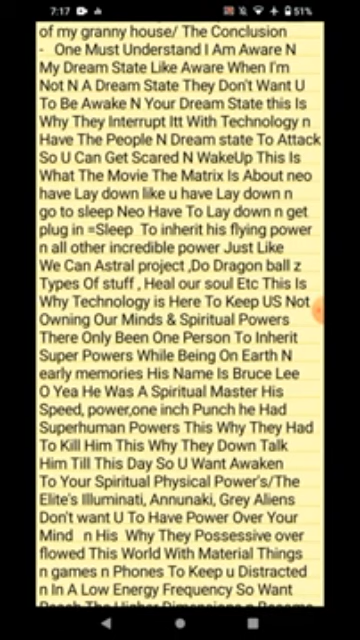 7:17
51%
of my granny house/ The Conclusion
- One Must Understand I Am Aware N
My Dream State Like Aware When I'm
Not N A Dream State They Don't Want U
To Be Awake N Your Dream State this Is
Why They Interrupt Itt With Technology n
Have The People N Dream state To Attack
So U Can Get Scared N WakeUp This Is
What The Movie The Matrix Is About neo
have Lay down like u have Lay down n
go to sleep Neo Have To Lay down n get
plug in =Sleep To inherit his flying power
n all other incredible power Just Like
We Can Astral project ,Do Dragon ball z
Types Of stuff , Heal our soul Etc This Is
Why Technology is Here To Keep US Not
Owning Our Minds & Spiritual Powers
There Only Been One Person To Inherit
Super Powers While Being On Earth N
early memories His Name Is Bruce Lee
O Yea He Was A Spiritual Master His
Speed, power,one inch Punch he Had
Superhuman Powers This Why They Had
To Kill Him This Why They Down Talk
Him Till This Day So U Want Awaken
To Your Spiritual Physical Power's/The
Elite's Illuminati, Annunaki, Grey Aliens
Don't want U To Have Power Over Your
Mind n His Why They Possessive over
flowed This World With Material Things
n games n Phones To Keep u Distracted
n In A Low Energy Frequency So Want
Reach The Higher Dimensions n Become